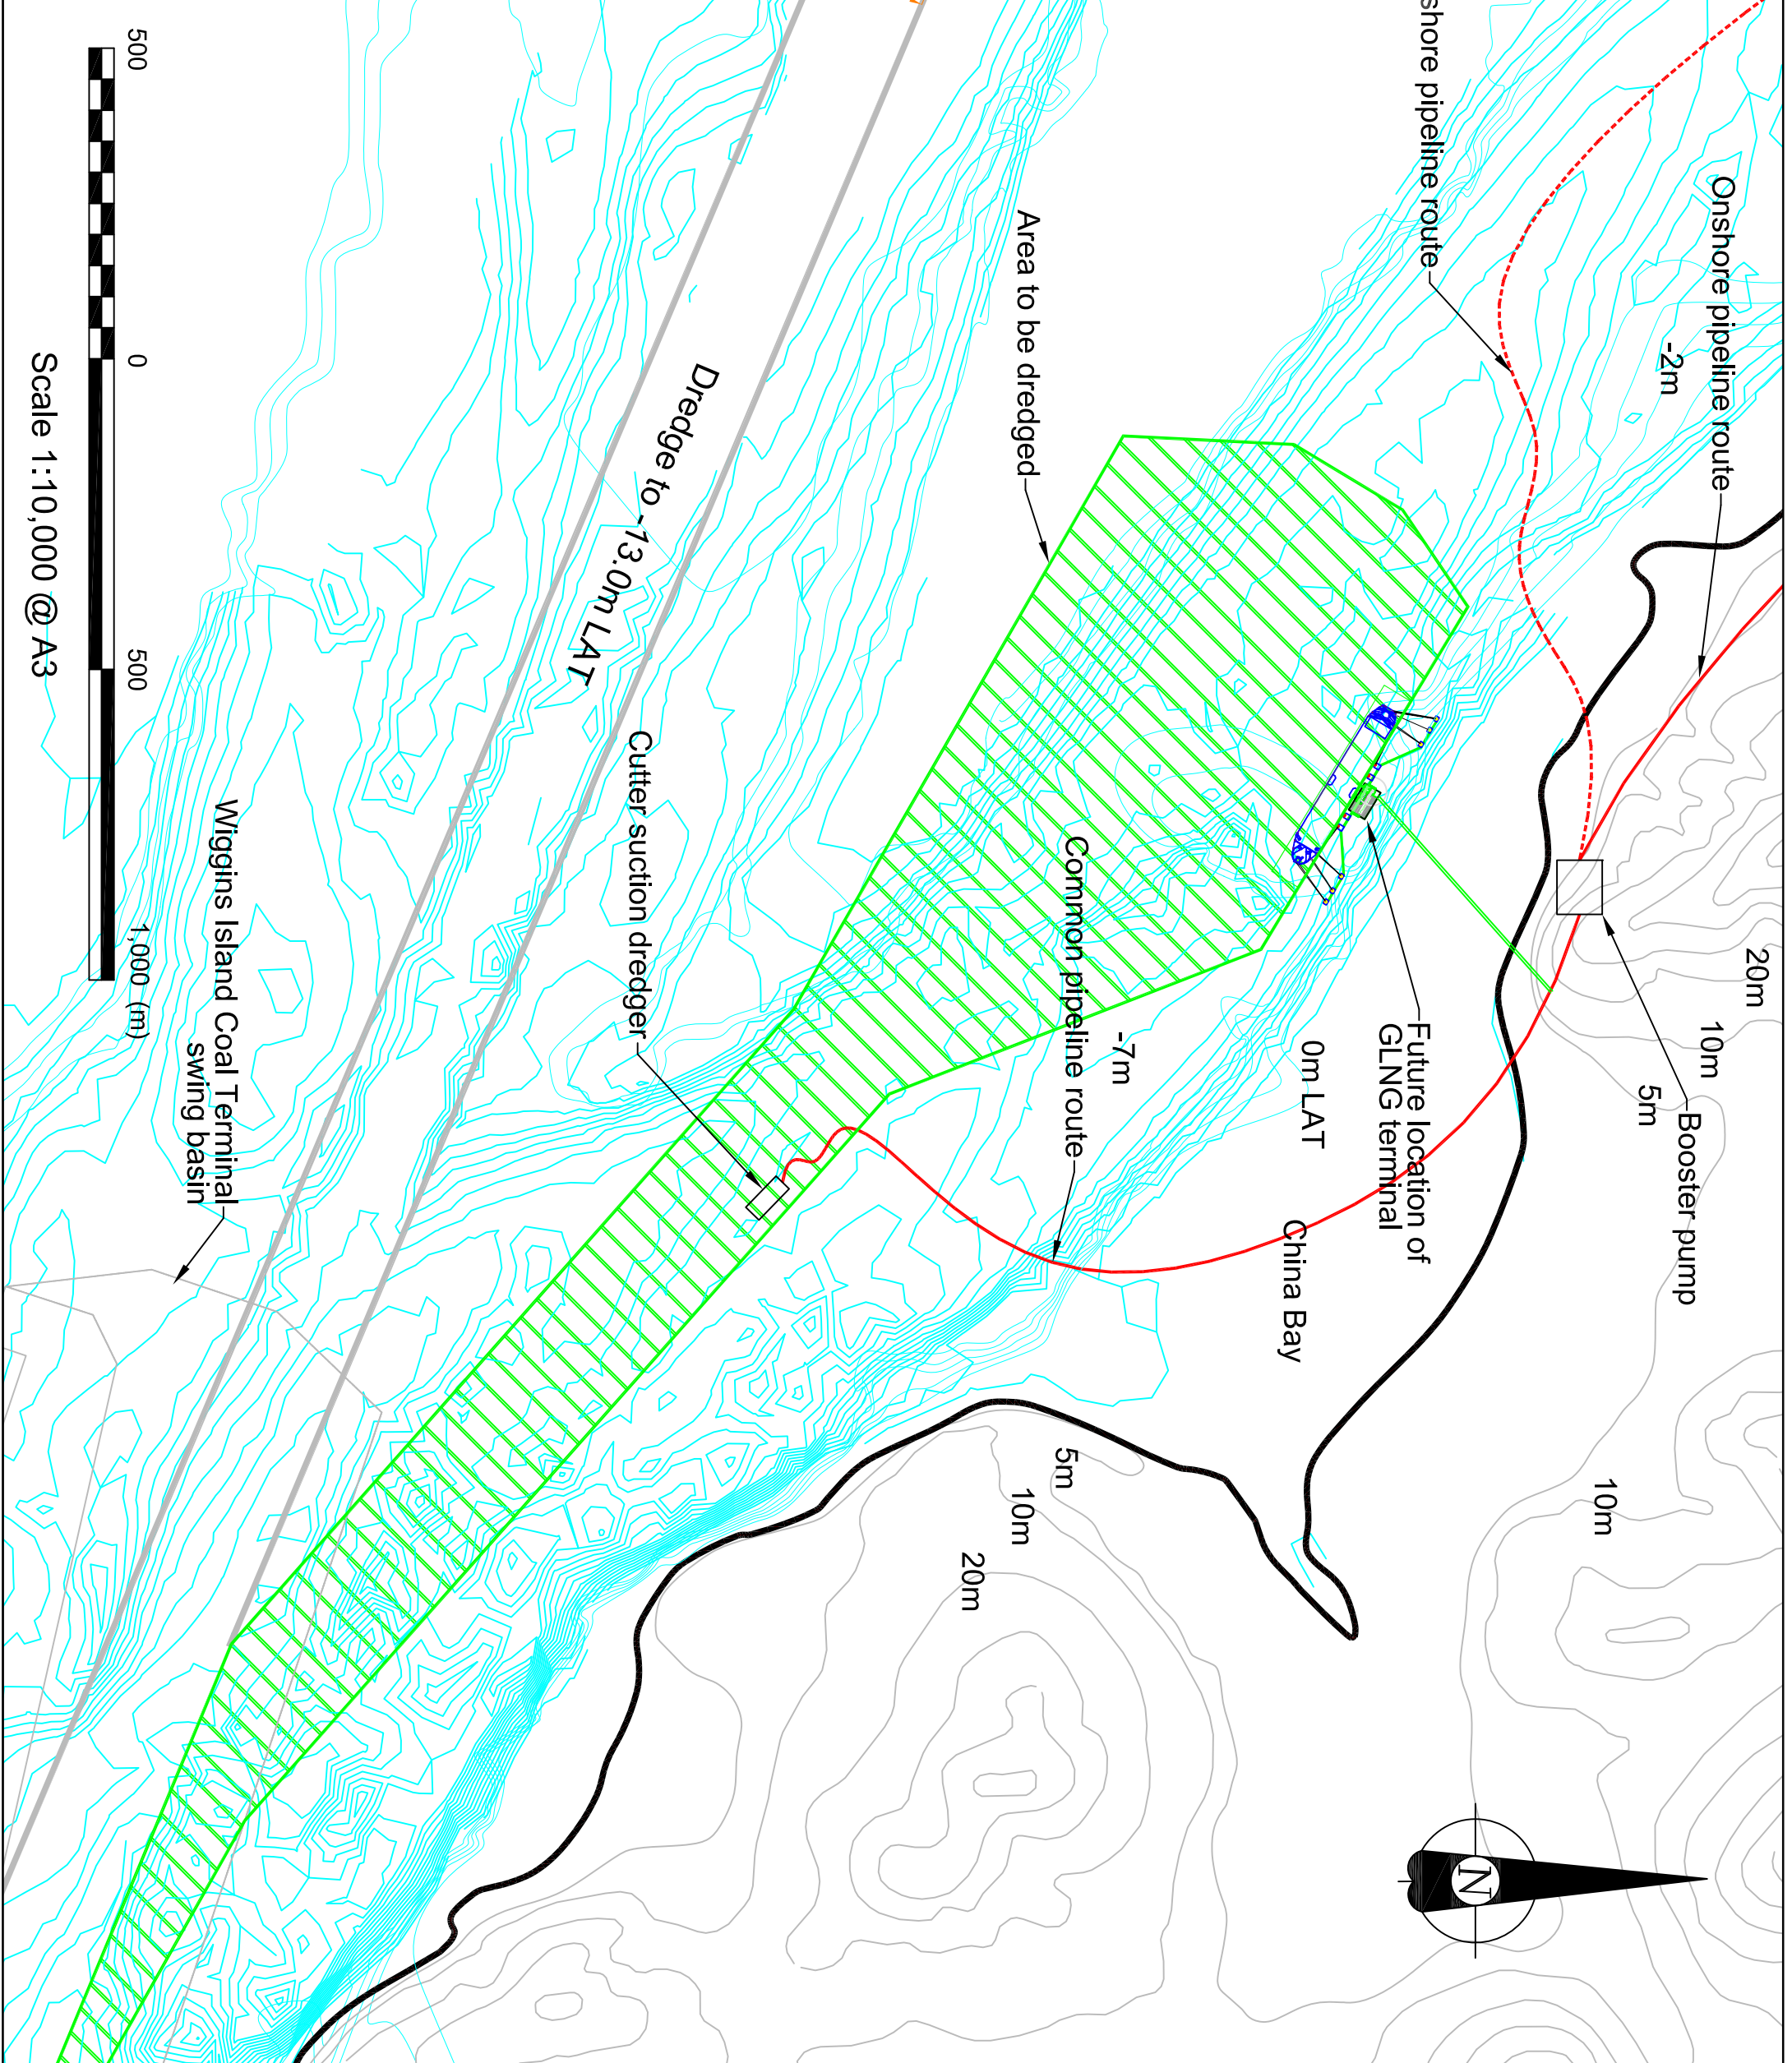 shore pipeline route
Onshore pipeline route
-2m
20m
10m
5m
Booster pump
Future location of
GLNG terminal
0m LAT
China Bay
-7m
Common pipeline route
Area to be dredged
Dredge to -13.0m LAT
Cutter suction dredger
Wiggins Island Coal Terminal
swing basin
5m
10m
20m
10m
N
500
0
500
1,000 (m)
Scale 1:10,000 @ A3